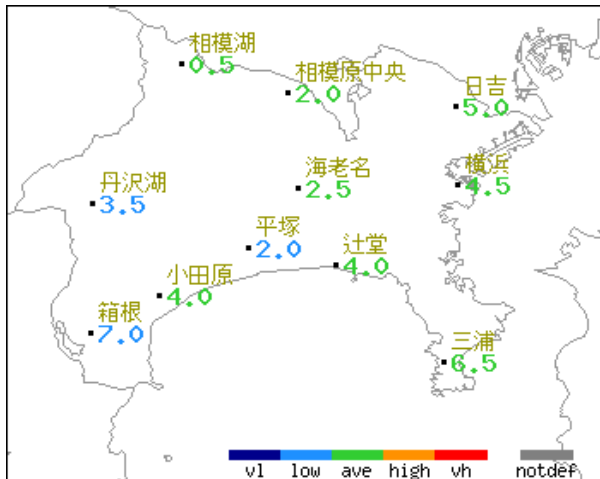 相模湖
0.5
相模原中央
2.0
日吉
5.0
海老名
2.5
横浜
4.5
丹沢湖
3.5
平塚
2.0
辻堂
4.0
小田原
4.0
箱根
7.0
三浦
6.5
vl low ave high vh notdef